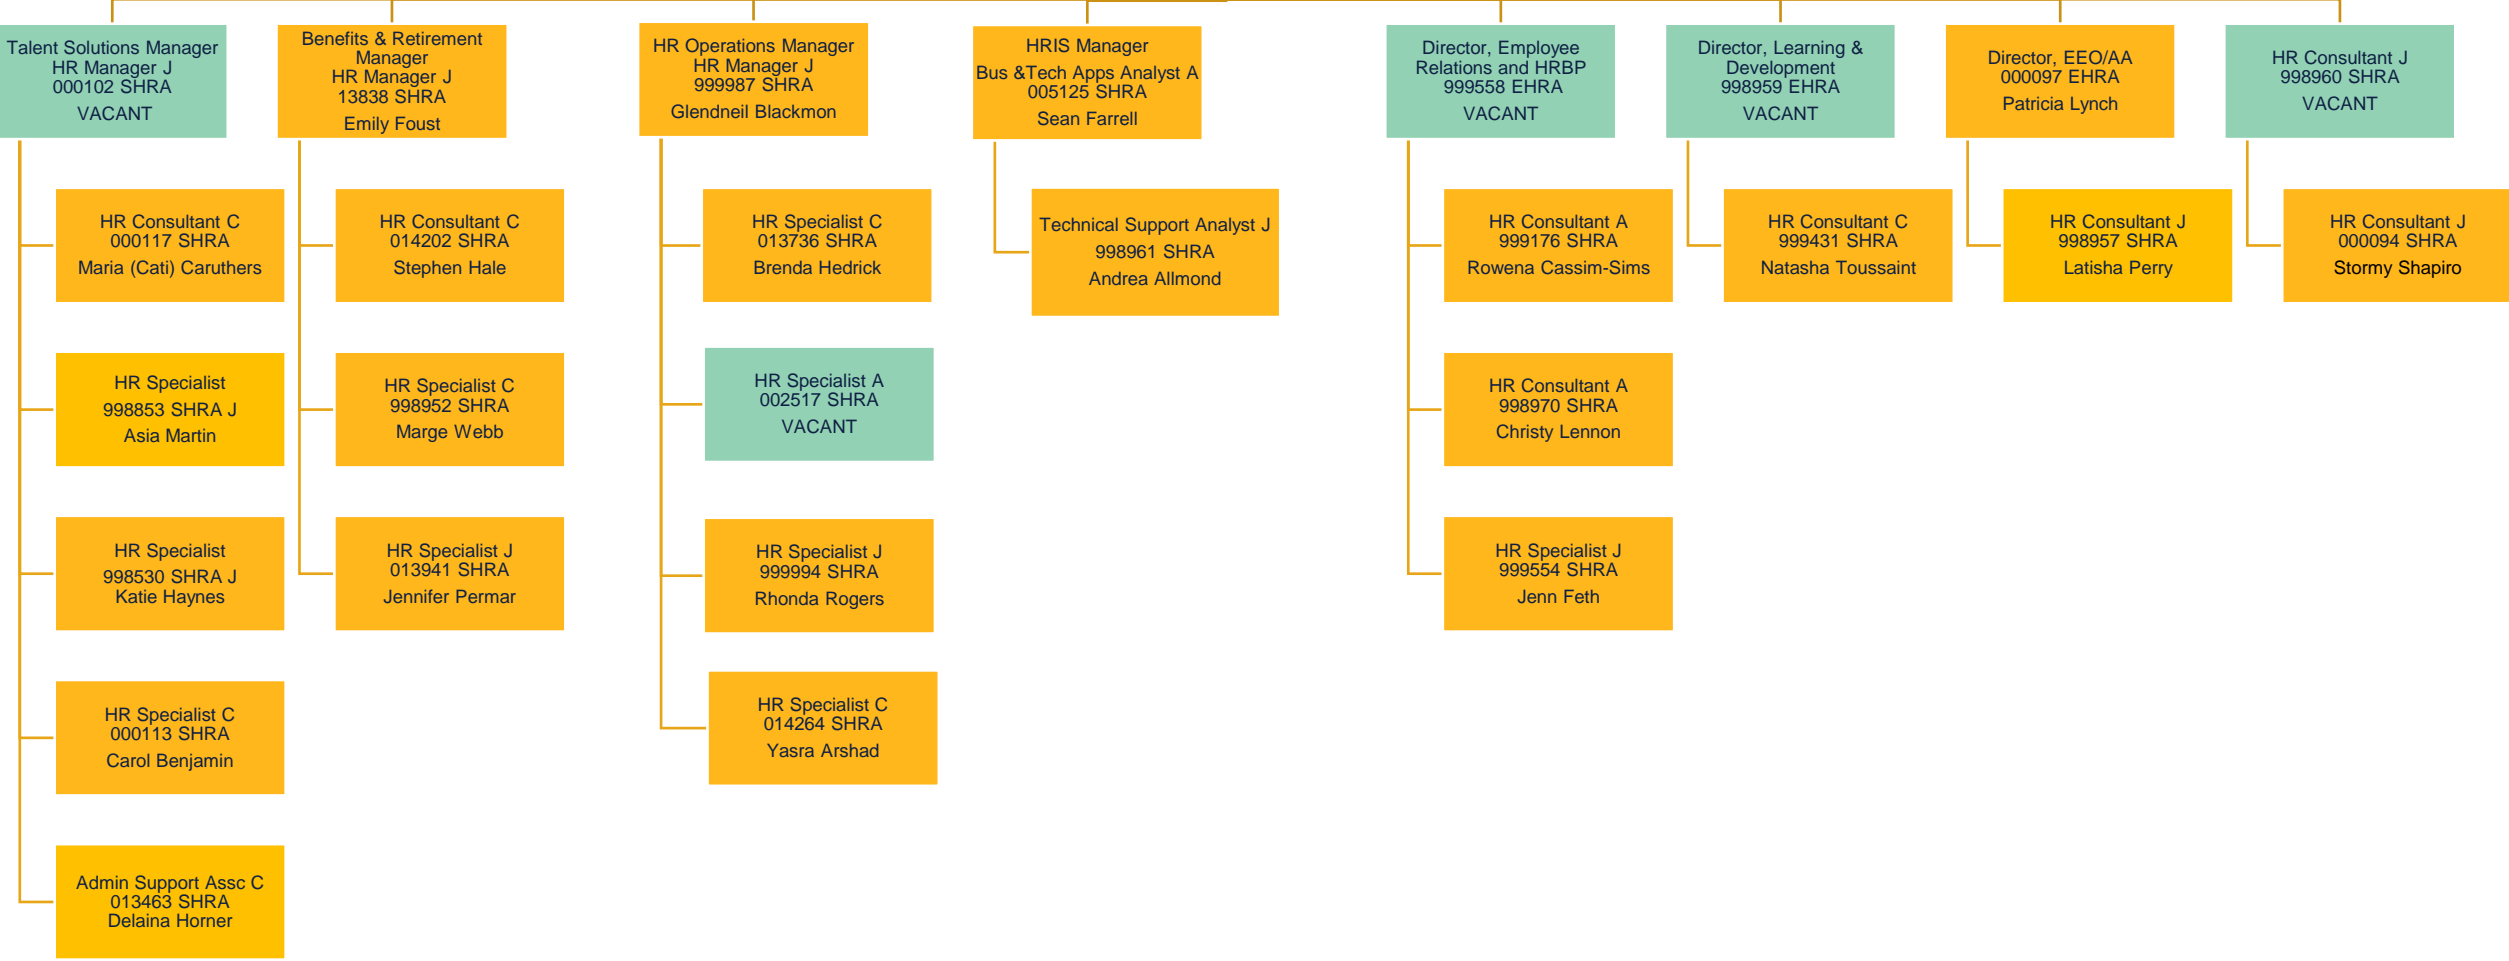 Talent Solutions Manager
HR Manager J
000102 SHRA
VACANT
Benefits & Retirement
Manager
HR Manager J
13838 SHRA
Emily Foust
HR Operations Manager
HR Manager J
999987 SHRA
Glendneil Blackmon
HRIS Manager
Bus &Tech Apps Analyst A
005125 SHRA
Sean Farrell
Director, Employee
Relations and HRBP
999558 EHRA
VACANT
Director, Learning &
Development
998959 EHRA
VACANT
Director, EEO/AA
000097 EHRA
Patricia Lynch
HR Consultant J
998960 SHRA
VACANT
HR Consultant C
000117 SHRA
Maria (Cati) Caruthers
HR Consultant C
014202 SHRA
Stephen Hale
HR Specialist C
013736 SHRA
Brenda Hedrick
Technical Support Analyst J
998961 SHRA
Andrea Allmond
HR Consultant A
999176 SHRA
Rowena Cassim-Sims
HR Consultant C
999431 SHRA
Natasha Toussaint
HR Consultant J
998957 SHRA
Latisha Perry
HR Consultant J
000094 SHRA
Stormy Shapiro
HR Specialist
998853 SHRA J
Asia Martin
HR Specialist C
998952 SHRA
Marge Webb
HR Specialist A
002517 SHRA
VACANT
HR Consultant A
998970 SHRA
Christy Lennon
HR Specialist
998530 SHRA J
Katie Haynes
HR Specialist J
013941 SHRA
Jennifer Permar
HR Specialist J
999994 SHRA
Rhonda Rogers
HR Specialist J
999554 SHRA
Jenn Feth
HR Specialist C
000113 SHRA
Carol Benjamin
HR Specialist C
014264 SHRA
Yasra Arshad
Admin Support Assc C
013463 SHRA
Delaina Horner